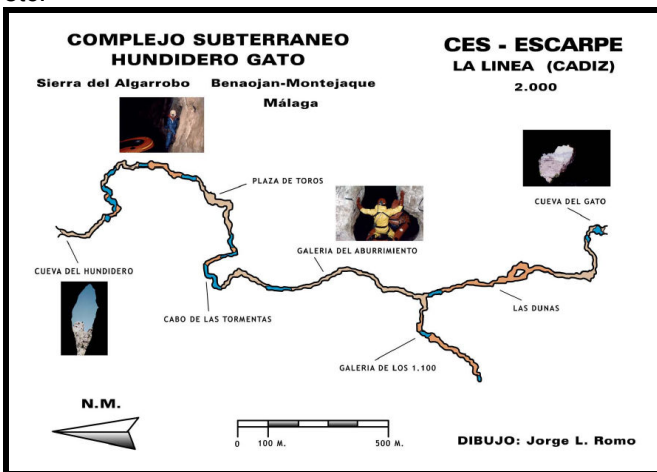 COMPLEJO SUBTERRANEO
HUNDIDERO GATO
Sierra del Algarrobo Benaojan-Montejaque
Málaga
CES - ESCARPE
LA LINEA (CADIZ)
2.000
PLAZA DE TOROS
CUEVA DEL GATO
GALERIA DEL ABURRIMIENTO
CUEVA DEL HUNDIDERO
CABO DE LAS TORMENTAS
LAS DUNAS
GALERIA DE LOS 1.100
N.M.
0 100 M. 500 M.
DIBUJO: Jorge L. Romo